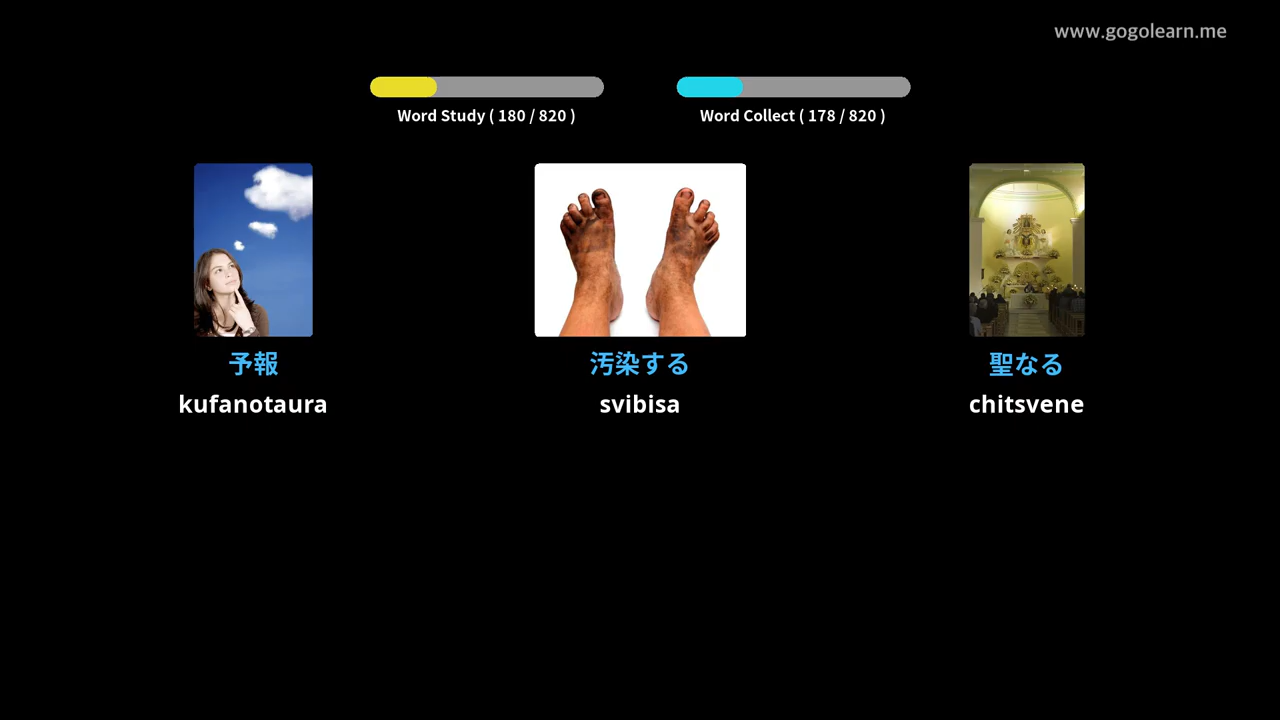 www.gogolearn.me
Word Study ( 180 / 820 )
Word Collect ( 178 / 820 )
予報
汚染する
聖なる
kufanotaura
svibisa
chitsvene